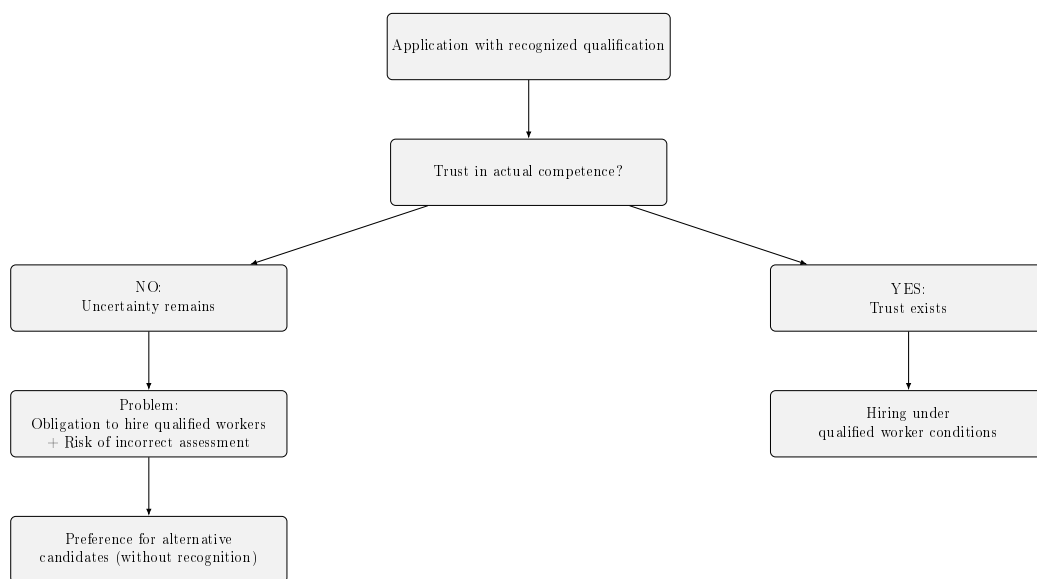 Application with recognized qualification
Trust in actual competence?
NO:
Uncertainty remains
YES:
Trust exists
Problem:
Obligation to hire qualified workers
+ Risk of incorrect assessment
Hiring under
qualified worker conditions
Preference for alternative
candidates (without recognition)